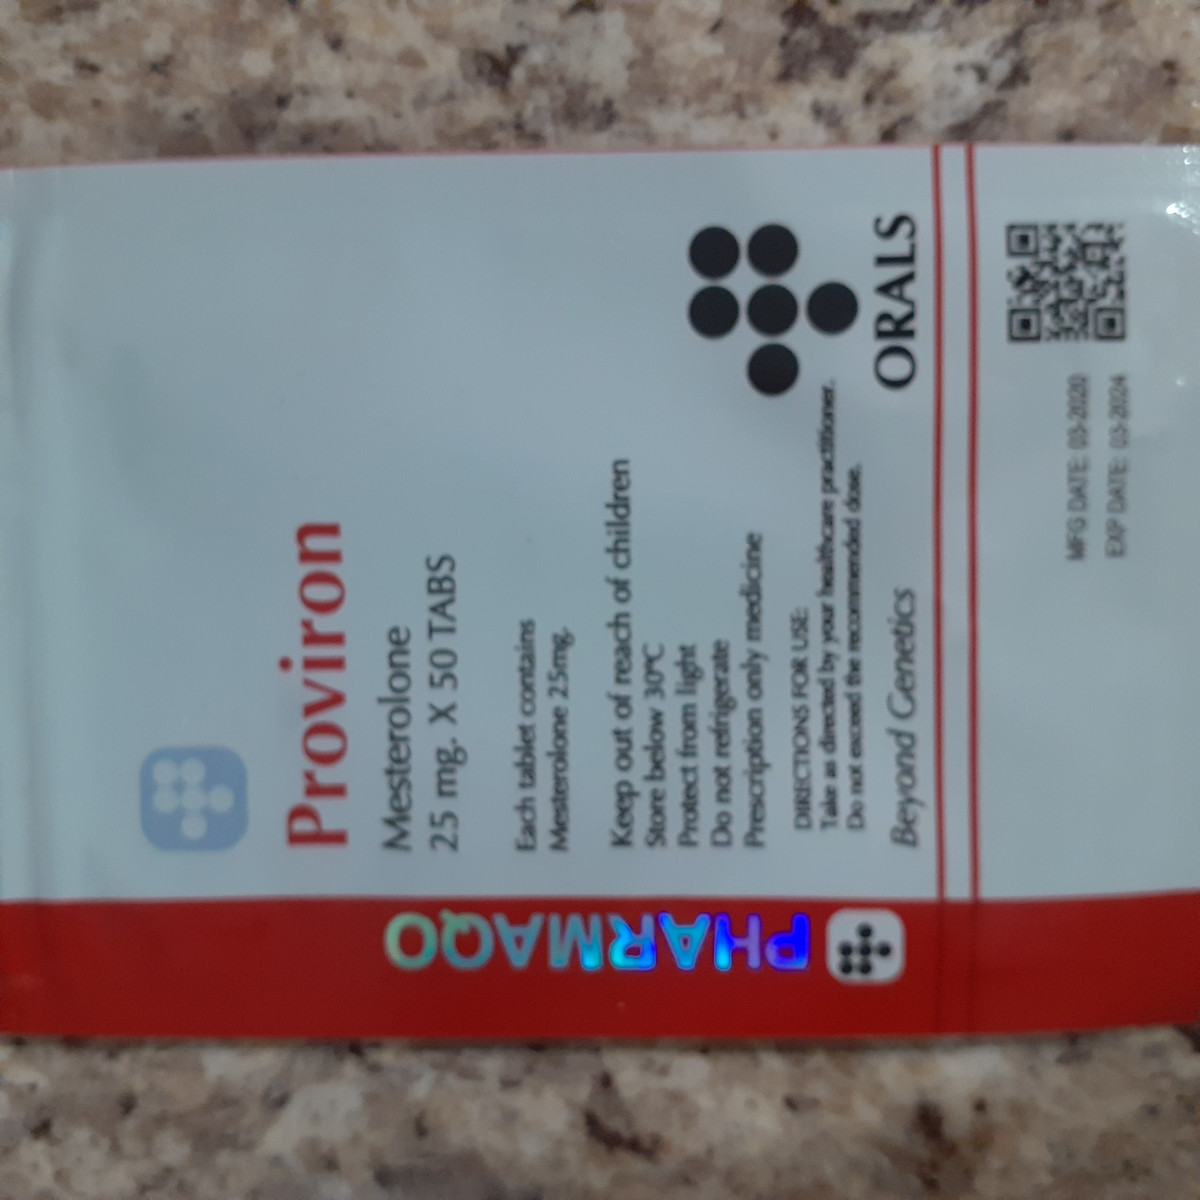 Proviron
Mesterolone
25 mg. X 50 TABS
Each tablet contains
Mesterolone 25mg.
Keep out of reach of children
Store below 30ºC
Protect from light
Do not refrigerate
Prescription only medicine
DIRECTIONS FOR USE:
Take as directed by your healthcare practitioner.
Do not exceed the recommended dose.
Beyond Genetics
ORALS
MFG DATE: 03-2020
EXP DATE: 03-2024
PHARMAQO